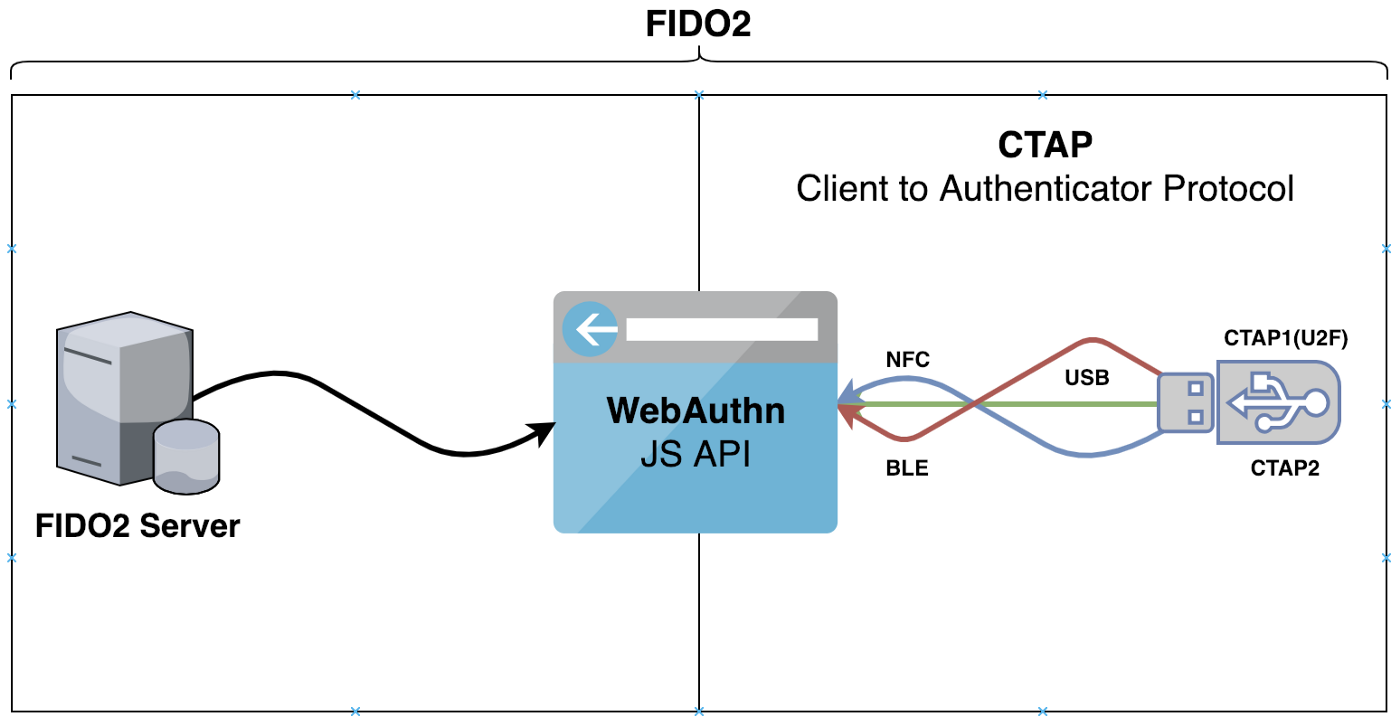 FIDO2
CTAP
Client to Authenticator Protocol
FIDO2 Server
WebAuthn
JS API
NFC
USB
BLE
CTAP1(U2F)
CTAP2